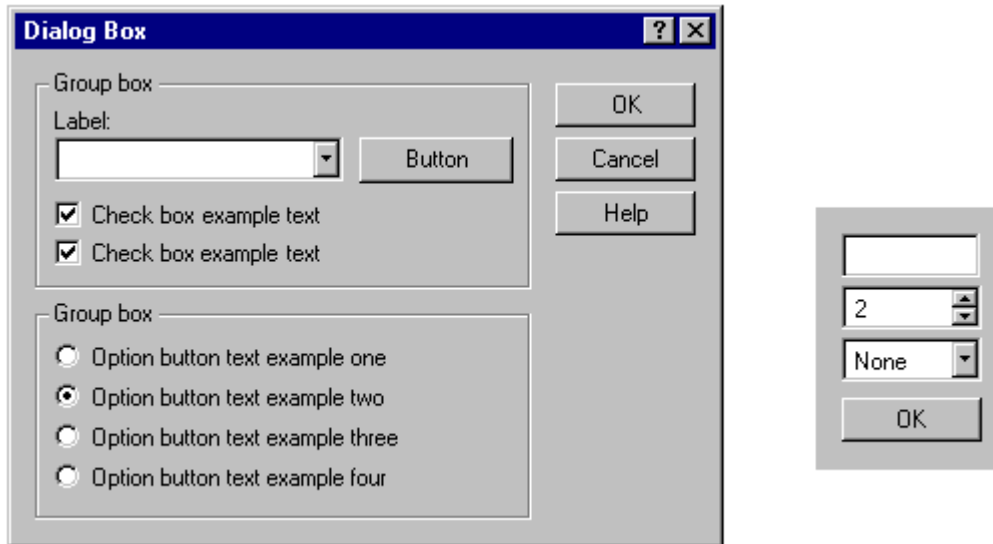 Dialog Box
?
Group box
Label:
Button
Check box example text
Check box example text
Group box
Option button text example one
Option button text example two
Option button text example three
Option button text example four
OK
Cancel
Help
2
None
OK